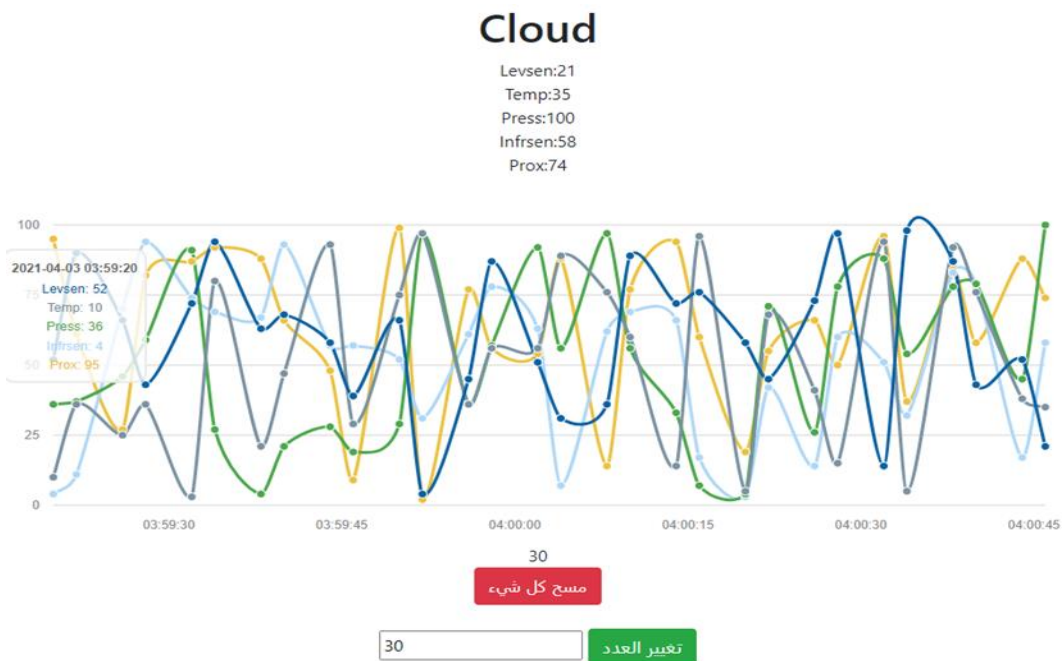 Cloud
Levsen:21
Temp:35
Press:100
Infrsen:58
Prox:74
100
2021-04-03 03:59:20
Levsen: 52
75
Temp: 10
Press: 36
Infrsen: 4
50
Prox: 95
25
0
03:59:30 03:59:45 04:00:00 04:00:15 04:00:30 04:00:45
30
مسح كل شيء
30 تغيير العدد